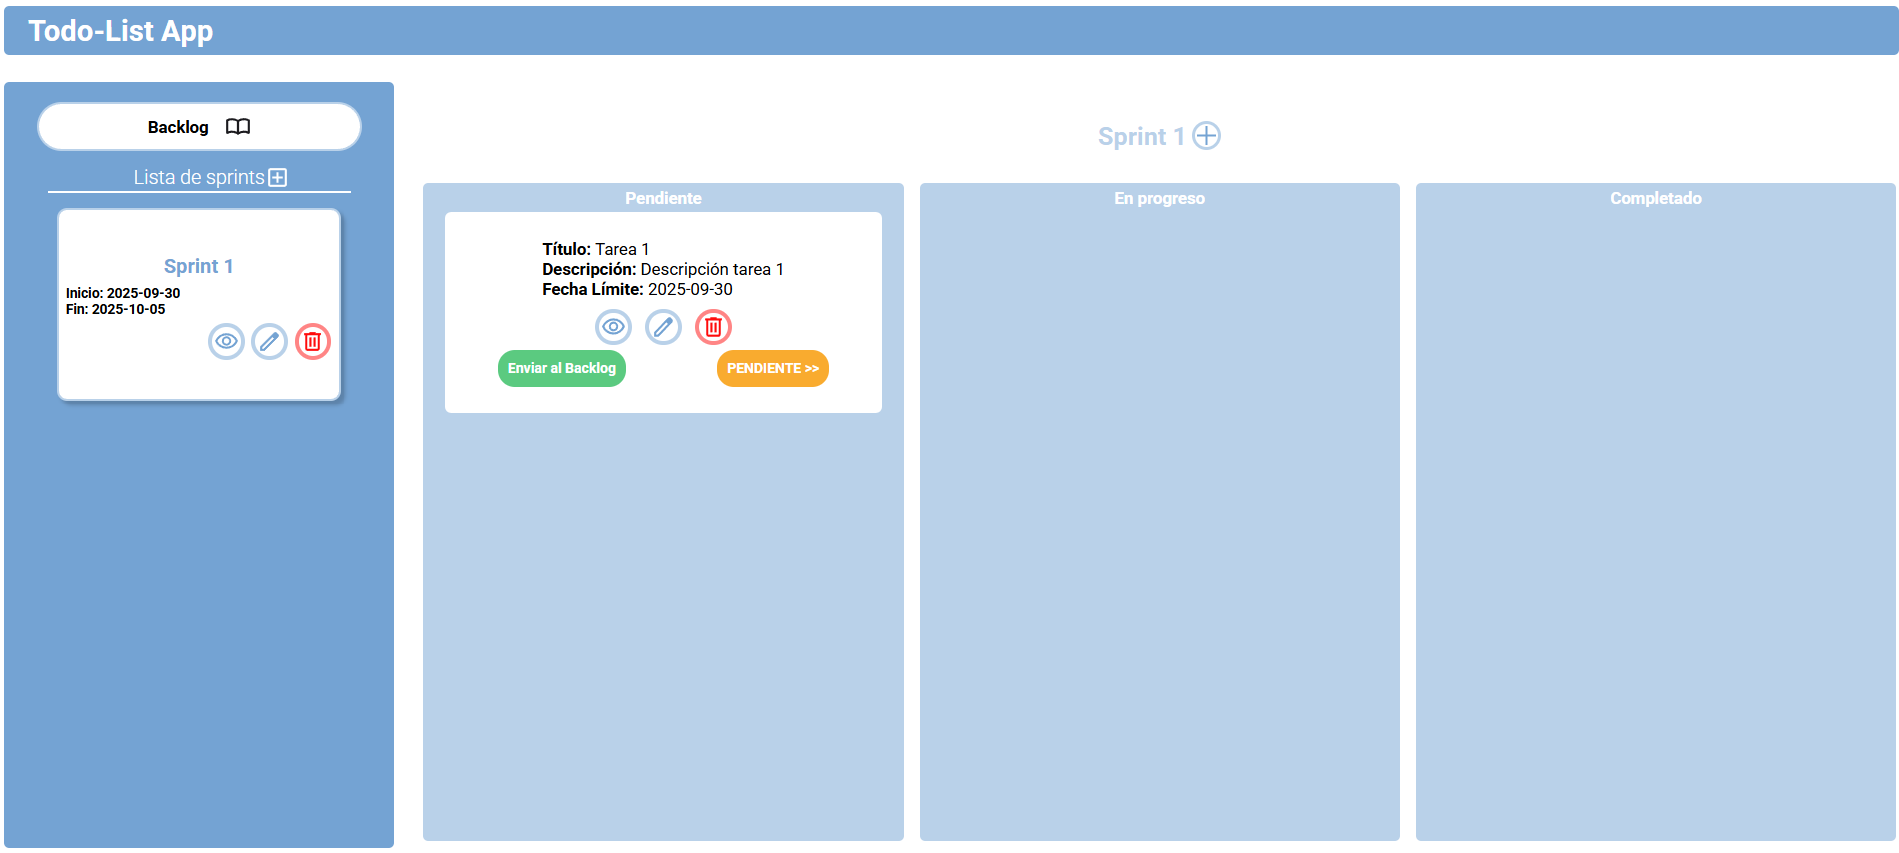 Todo-List App
Backlog
Lista de sprints
Sprint 1
Inicio: 2025-09-30
Fin: 2025-10-05
Sprint 1
Pendiente
Título: Tarea 1
Descripción: Descripción tarea 1
Fecha Límite: 2025-09-30
Enviar al Backlog
PENDIENTE >>
En progreso
Completado